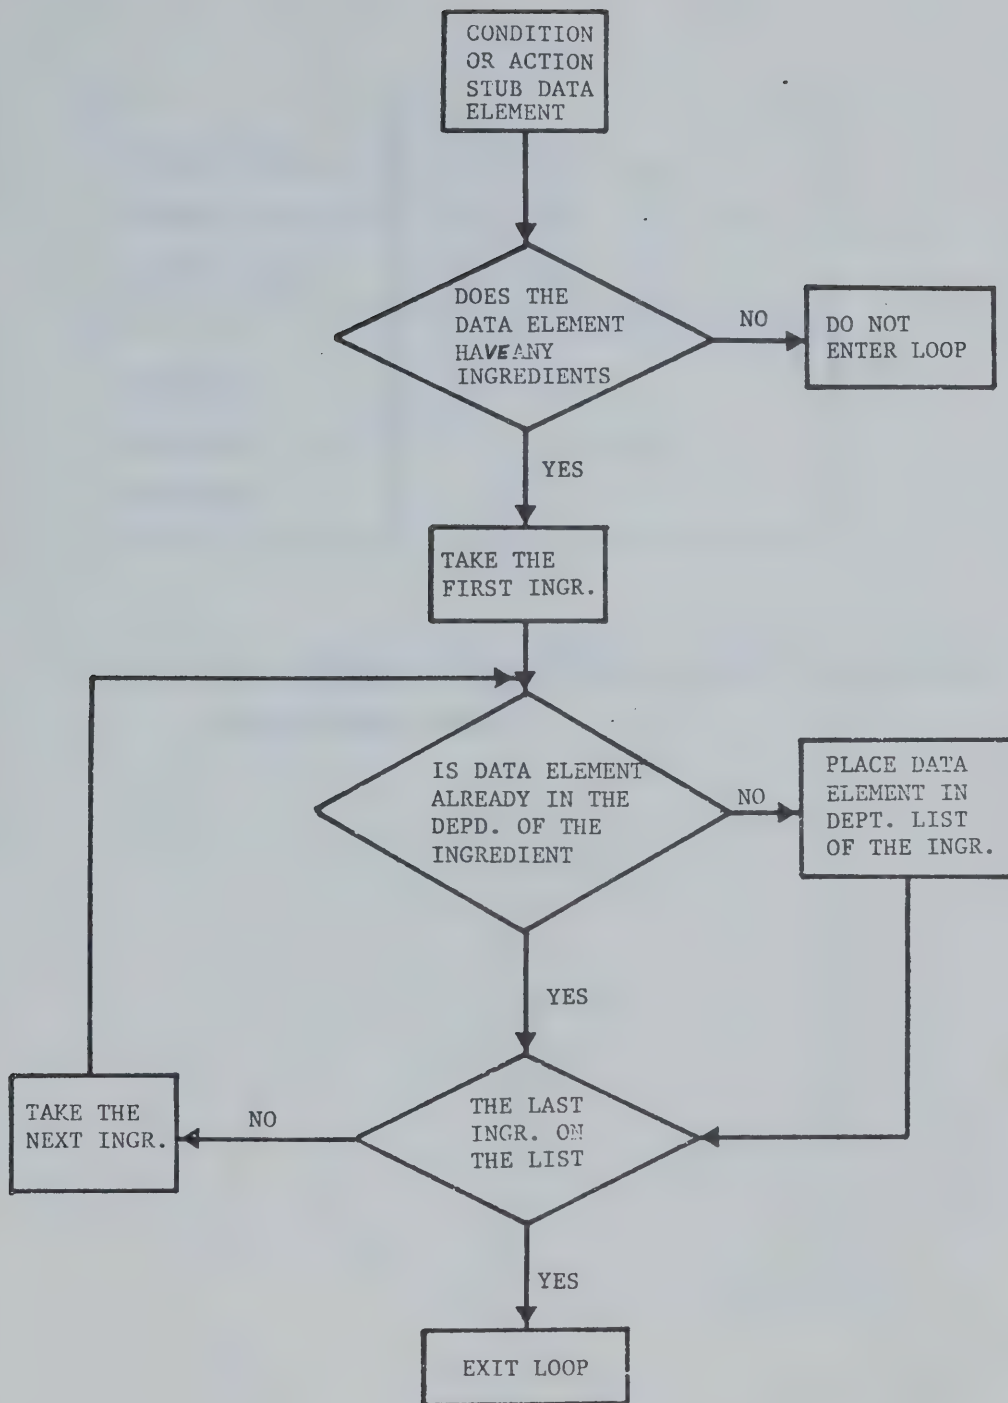 CONDITION
OR ACTION
STUB DATA
ELEMENT
DOES THE
DATA ELEMENT
HAVE ANY
INGREDIENTS
NO
DO NOT
ENTER LOOP
YES
TAKE THE
FIRST INGR.
IS DATA ELEMENT
ALREADY IN THE
DEPD. OF THE
INGREDIENT
NO
PLACE DATA
ELEMENT IN
DEPT. LIST
OF THE INGR.
YES
TAKE THE
NEXT INGR.
NO
THE LAST
INGR. ON
THE LIST
YES
EXIT LOOP